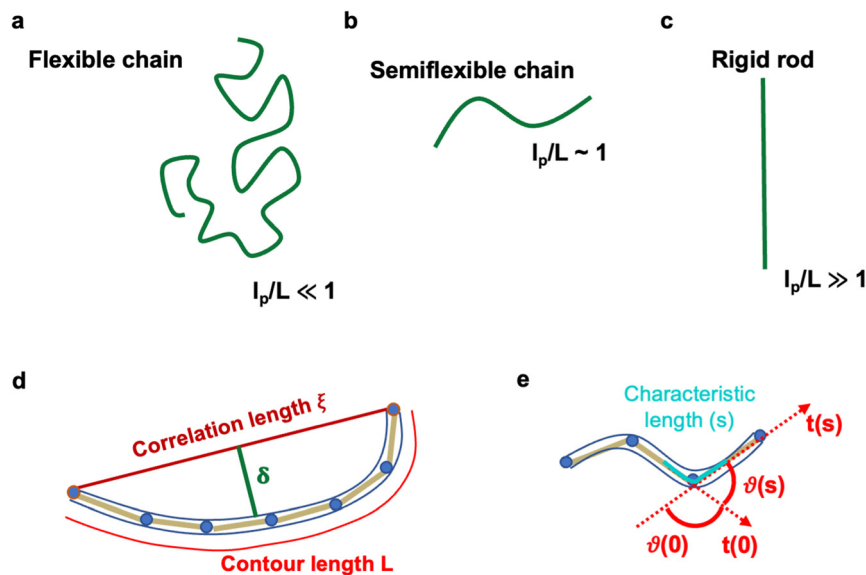 a
Flexible chain
lₚ/L ≪ 1
b
Semiflexible chain
lₚ/L ~ 1
c
Rigid rod
lₚ/L ≫ 1
d
Correlation length ξ
δ
Contour length L
e
Characteristic
length (s)
t(s)
ϑ(s)
ϑ(0)
t(0)